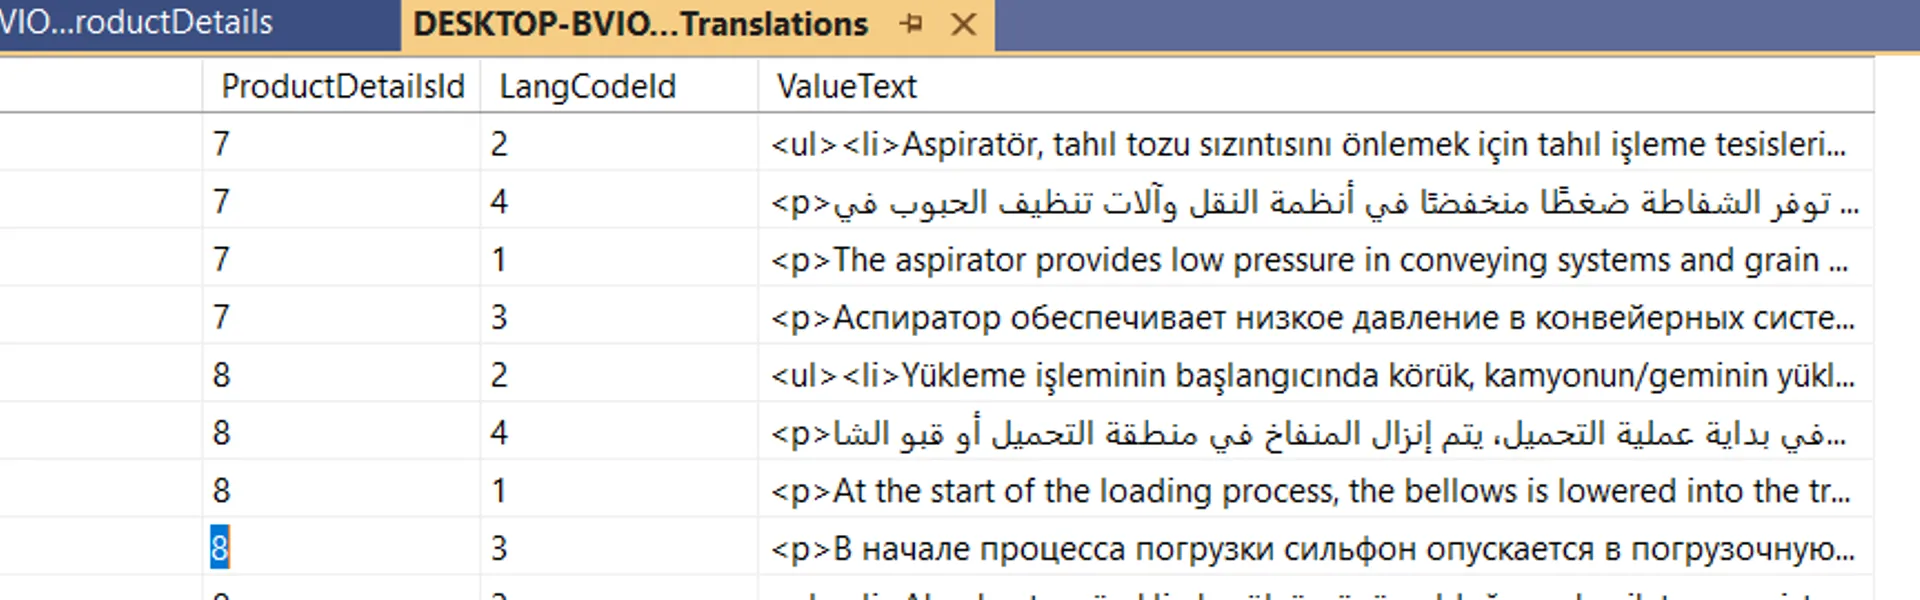 VIO...roductDetails DESKTOP-BVIO...Translations
ProductDetailsId LangCodeId ValueText
7 2 <ul><li>Aspiratör, tahıl tozu sızıntısını önlemek için tahıl işleme tesisleri...
7 4 <p>توفر الشفاطة ضغطًا منخفضًا في أنظمة النقل وآلات تنظيف الحبوب في ...
7 1 <p>The aspirator provides low pressure in conveying systems and grain ...
7 3 <p>Аспиратор обеспечивает низкое давление в конвейерных систе...
8 2 <ul><li>Yükleme işleminin başlangıcında körük, kamyonun/geminin yükl...
8 4 <p>في بداية عملية التحميل، يتم إنزال المنفاخ في منطقة التحميل أو قبو الشا...
8 1 <p>At the start of the loading process, the bellows is lowered into the tr...
8 3 <p>В начале процесса погрузки сильфон опускается в погрузочную...